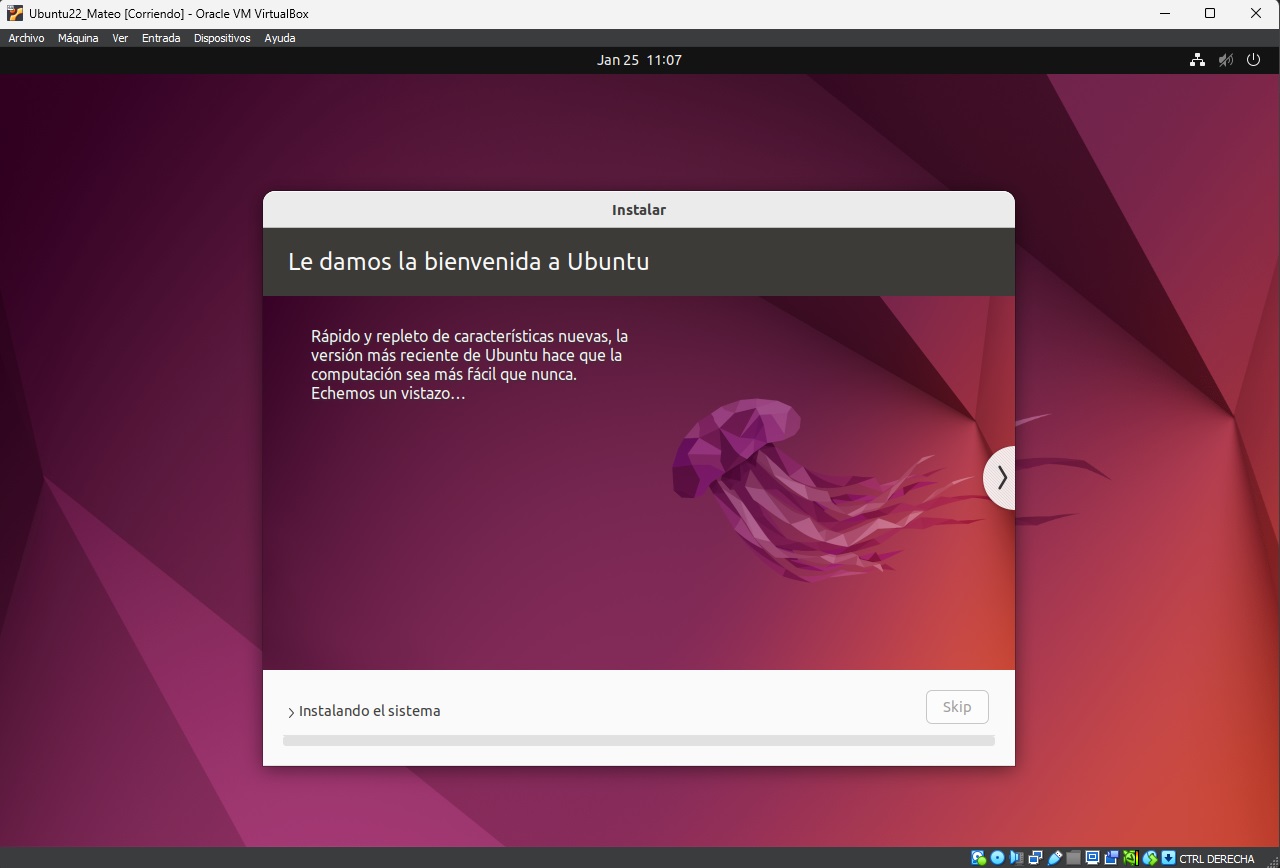 Ubuntu22_Mateo [Corriendo] - Oracle VM VirtualBox
Archivo Máquina Ver Entrada Dispositivos Ayuda
Jan 25 11:07
Instalar
Le damos la bienvenida a Ubuntu
Rápido y repleto de características nuevas, la
versión más reciente de Ubuntu hace que la
computación sea más fácil que nunca.
Echemos un vistazo…
Instalando el sistema
Skip
CTRL DERECHA